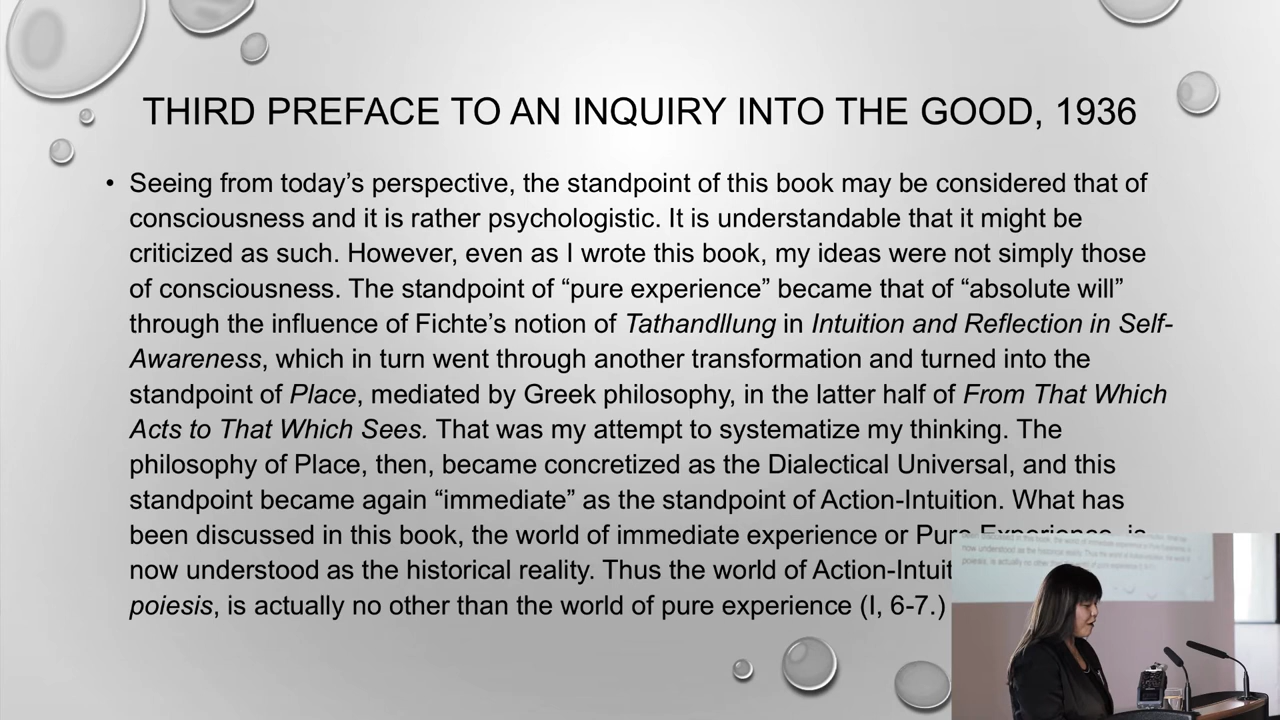 THIRD PREFACE TO AN INQUIRY INTO THE GOOD, 1936
• Seeing from today’s perspective, the standpoint of this book may be considered that of
consciousness and it is rather psychologistic. It is understandable that it might be
criticized as such. However, even as I wrote this book, my ideas were not simply those
of consciousness. The standpoint of “pure experience” became that of “absolute will”
through the influence of Fichte’s notion of Tathandllung in Intuition and Reflection in Self-
Awareness, which in turn went through another transformation and turned into the
standpoint of Place, mediated by Greek philosophy, in the latter half of From That Which
Acts to That Which Sees. That was my attempt to systematize my thinking. The
philosophy of Place, then, became concretized as the Dialectical Universal, and this
standpoint became again “immediate” as the standpoint of Action-Intuition. What has
been discussed in this book, the world of immediate experience or Pure Experience, is
now understood as the historical reality. Thus the world of Action-Intuit
poiesis, is actually no other than the world of pure experience (I, 6-7.)